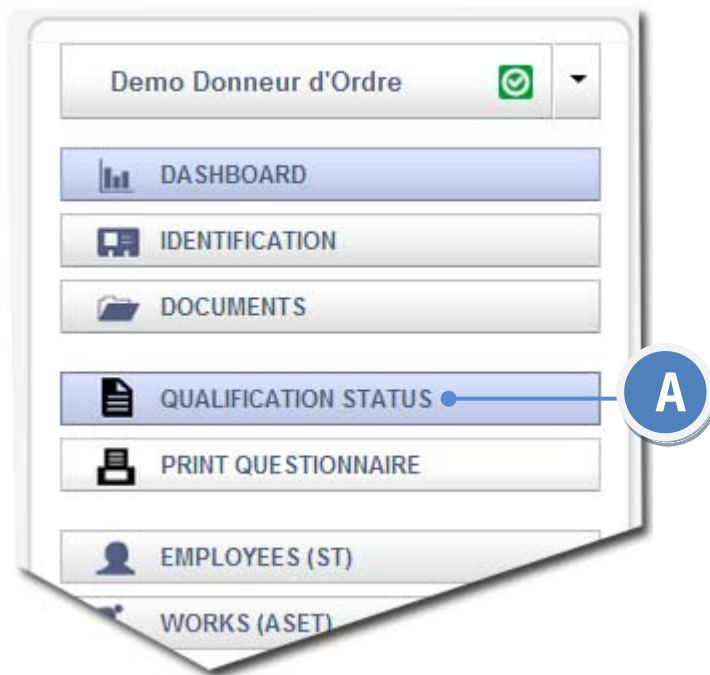 Demo Donneur d'Ordre
DASHBOARD
IDENTIFICATION
DOCUMENTS
QUALIFICATION STATUS
A
PRINT QUESTIONNAIRE
EMPLOYEES (ST)
WORKS (ASET)